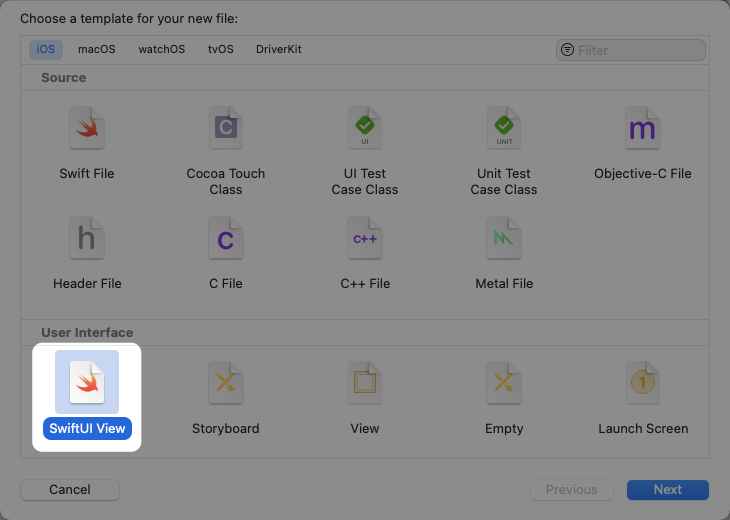 Choose a template for your new file:
iOS macOS watchOS tvOS DriverKit Filter
Source
C UI UNIT m
Swift File Cocoa Touch Class UI Test Case Class Unit Test Case Class Objective-C File
h C C++
Header File C File C++ File Metal File
User Interface
1
SwiftUI View Storyboard View Empty Launch Screen
Cancel Previous Next